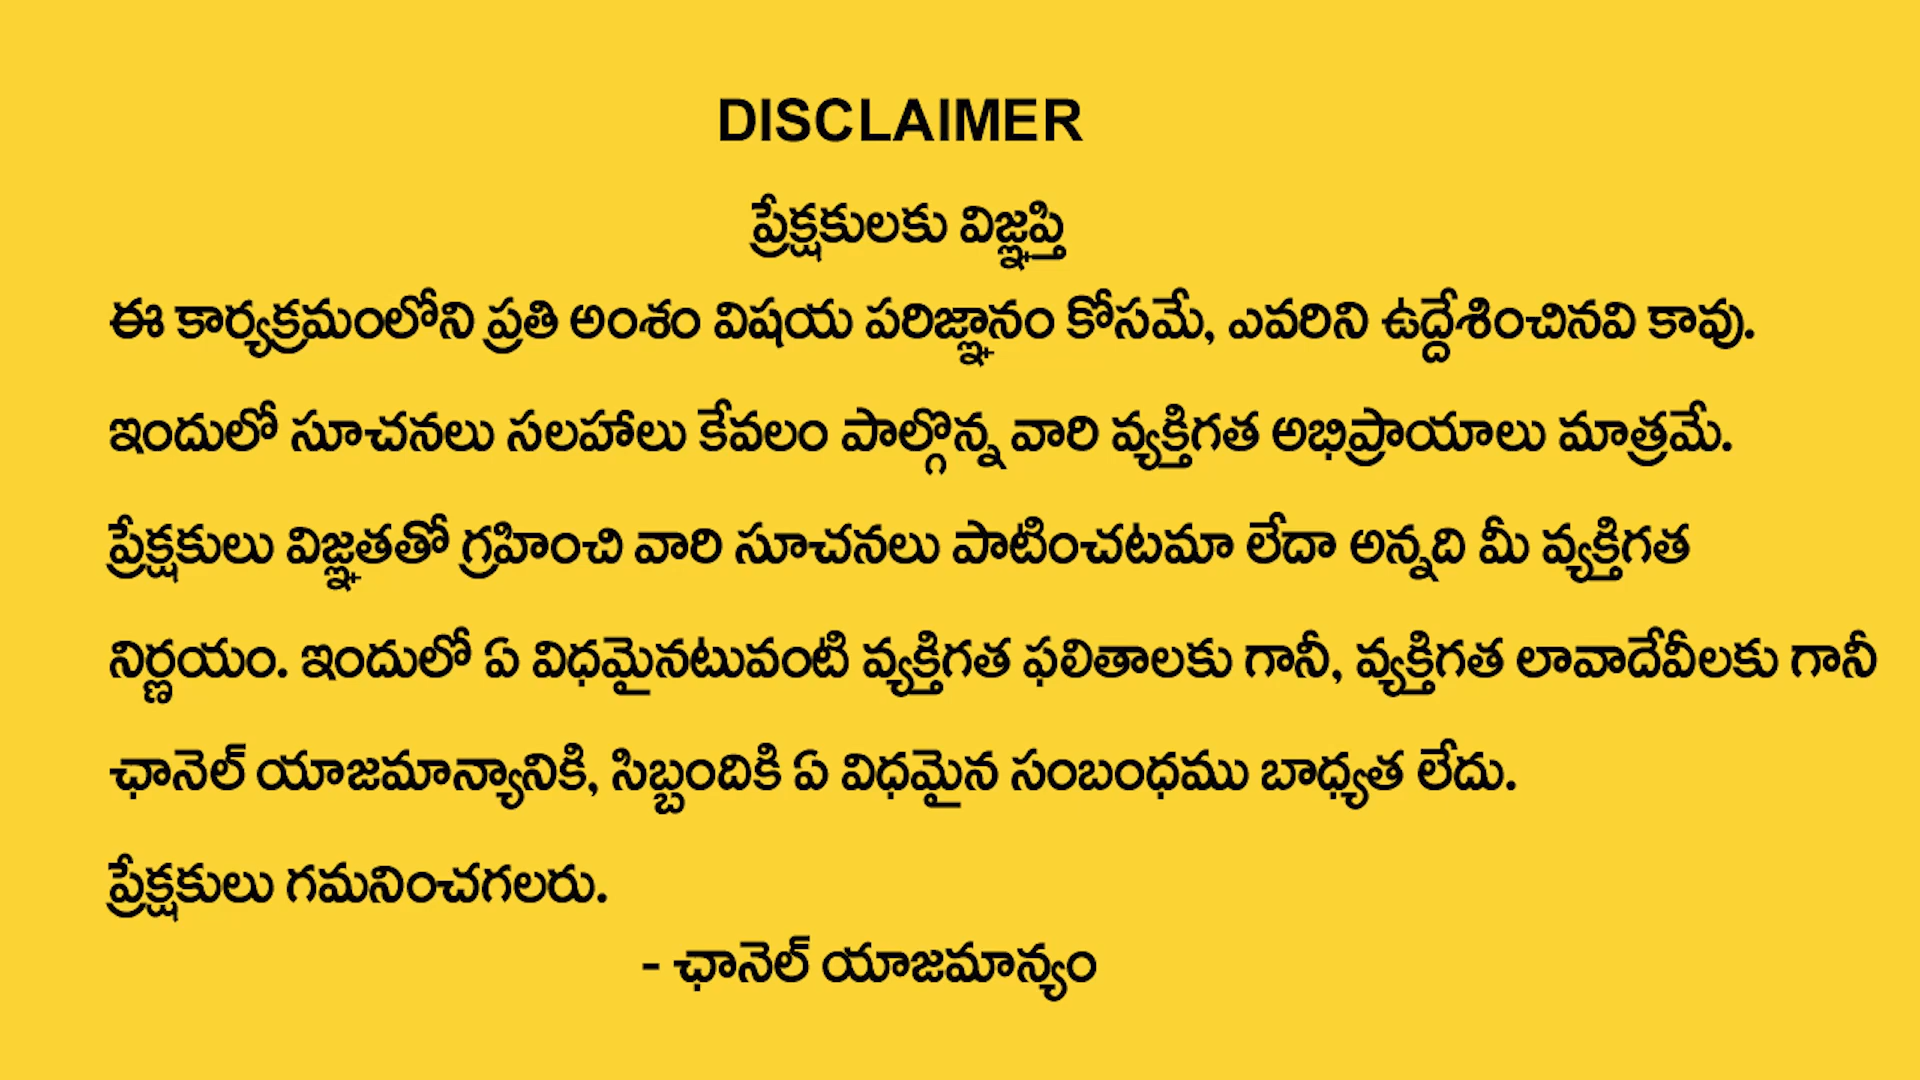 DISCLAIMER
ప్రేక్షకులకు విజ్ఞప్తి
ఈ కార్యక్రమంలోని ప్రతి అంశం విషయ పరిజ్ఞానం కోసమే, ఎవరిని ఉద్దేశించినవి కావు.
ఇందులో సూచనలు సలహాలు కేవలం పాల్గొన్న వారి వ్యక్తిగత అభిప్రాయాలు మాత్రమే.
ప్రేక్షకులు విజ్ఞతతో గ్రహించి వారి సూచనలు పాటించటమా లేదా అన్నది మీ వ్యక్తిగత
నిర్ణయం. ఇందులో ఏ విధమైనటువంటి వ్యక్తిగత ఫలితాలకు గానీ, వ్యక్తిగత లావాదేవీలకు గానీ
ఛానెల్ యాజమాన్యానికి, సిబ్బందికి ఏ విధమైన సంబంధము బాధ్యత లేదు.
ప్రేక్షకులు గమనించగలరు.
- ఛానెల్ యాజమాన్యం